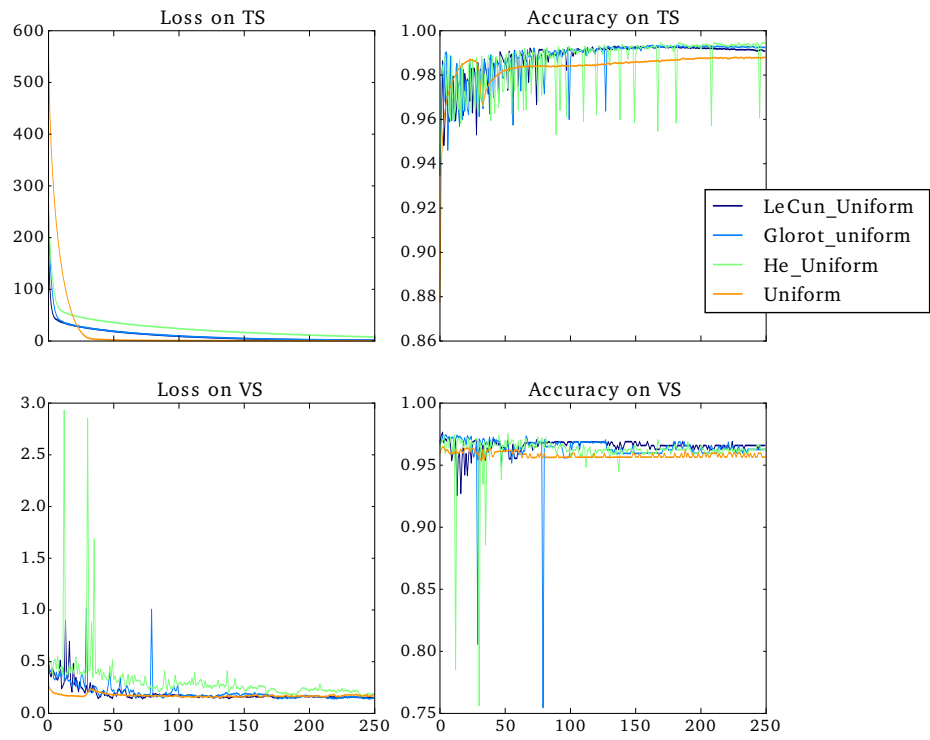 Loss on TS
Accuracy on TS
600
500
400
300
200
100
0
1.00
0.98
0.96
0.94
0.92
0.90
0.88
0.86
LeCun_Uniform
Glorot_uniform
He_Uniform
Uniform
Loss on VS
Accuracy on VS
3.0
2.5
2.0
1.5
1.0
0.5
0.0
0 50 100 150 200 250
1.00
0.95
0.90
0.85
0.80
0.75
0 50 100 150 200 250